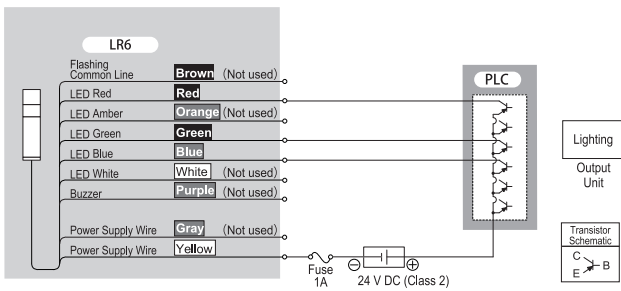 LR6
Flashing
Common Line Brown (Not used)
LED Red Red
LED Amber Orange (Not used)
LED Green Green
LED Blue Blue
LED White White (Not used)
Buzzer Purple (Not used)
Power Supply Wire Gray (Not used)
Power Supply Wire Yellow
Fuse
1A
⊖ ⊕
24 V DC (Class 2)
PLC
Lighting
Output
Unit
Transistor
Schematic
C
B
E